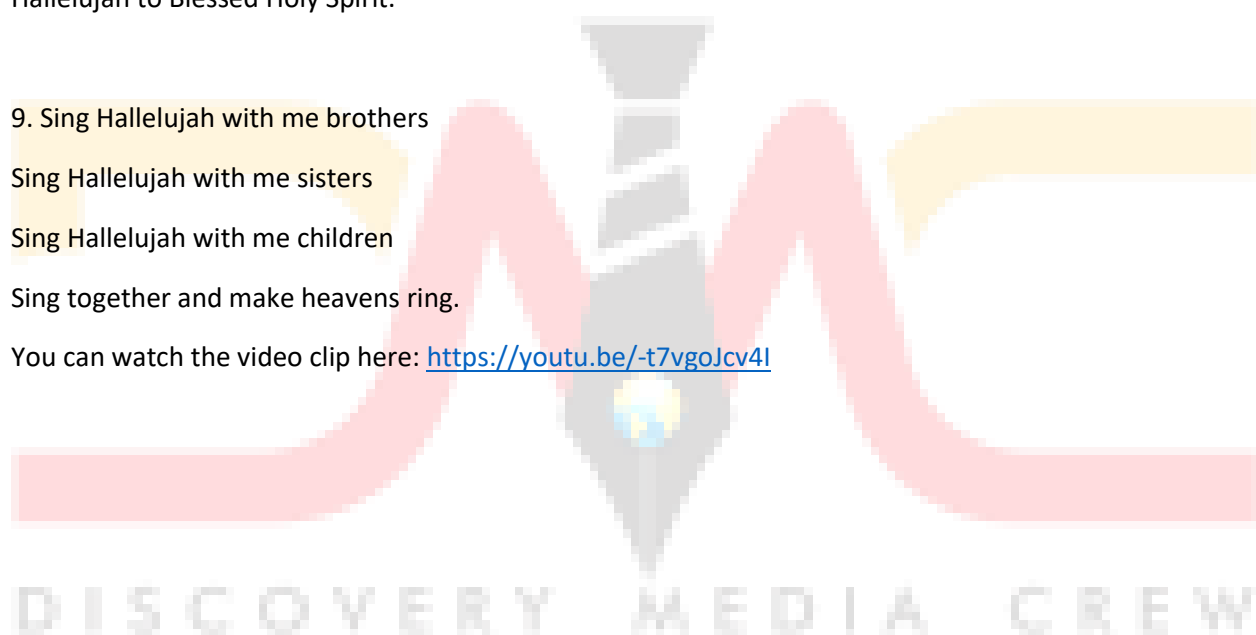 Hallelujah to Blessed Holy Spirit.
9. Sing Hallelujah with me brothers
Sing Hallelujah with me sisters
Sing Hallelujah with me children
Sing together and make heavens ring.
You can watch the video clip here: https://youtu.be/-t7vgoJcv4I
DISCOVERY MEDIA CREW